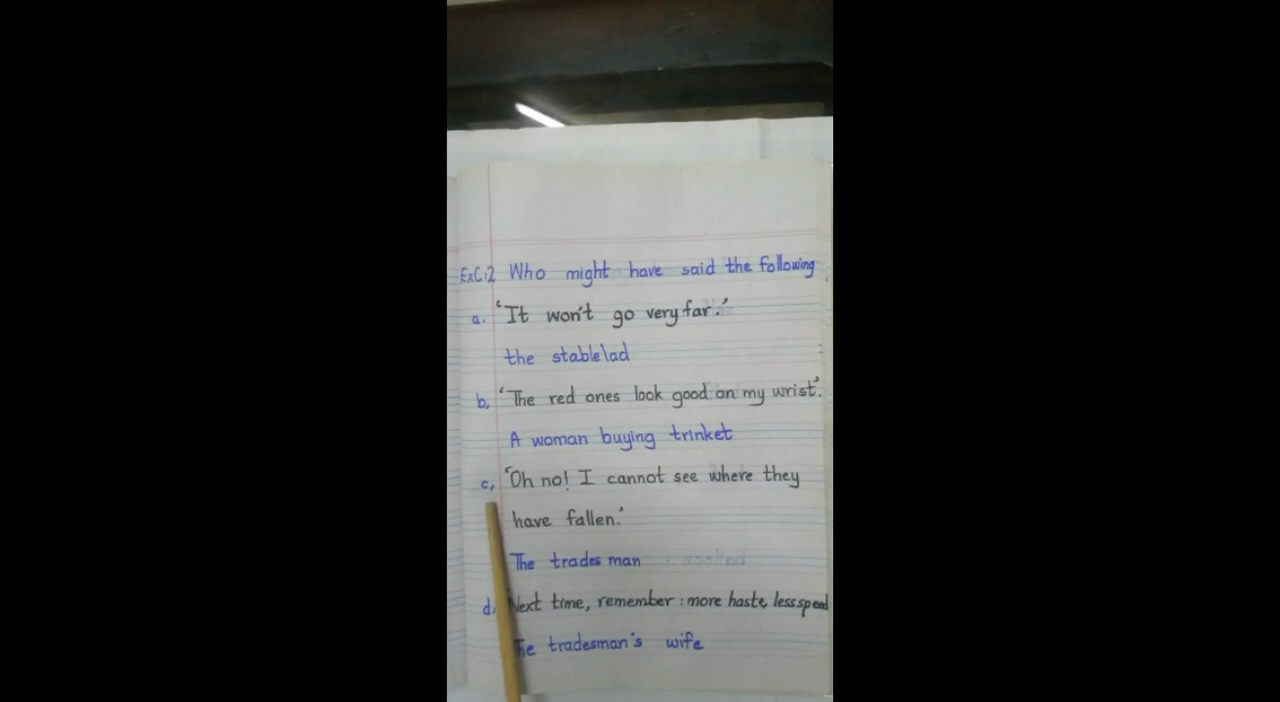 ExC:2 Who might have said the following
a. 'It won't go very far.'
the stablelad
b, 'The red ones look good on my wrist'.
A woman buying trinket
c, 'Oh no! I cannot see where they
have fallen.'
The trades man
d, Next time, remember : more haste, less speed
The tradesman's wife